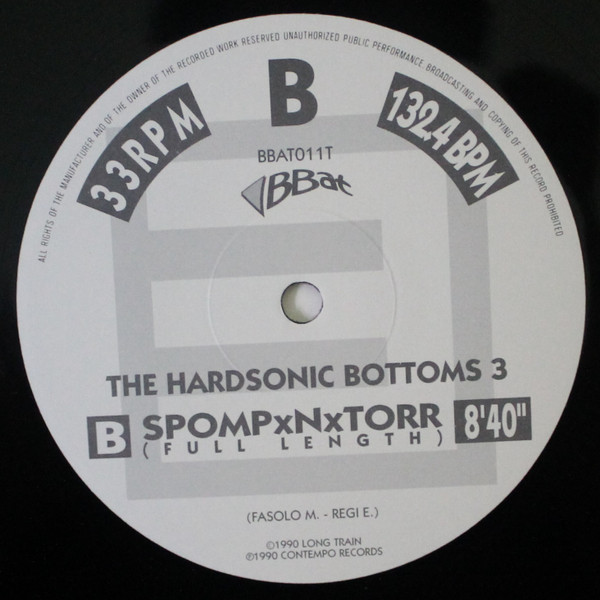 ALL RIGHTS OF THE MANUFACTURER AND OF THE OWNER OF THE RECORDED WORK RESERVED UNAUTHORIZED PUBLIC PERFORMANCE, BROADCASTING AND COPYING OF THIS RECORD PROHIBITED
B
33 RPM
132,4 BPM
BBAT011T
BBat
THE HARDSONIC BOTTOMS 3
B SPOMPxNxTORR 8'40"
(FULL LENGTH)
(FASOLO M. - REGI E.)
©1990 LONG TRAIN
℗1990 CONTEMPO RECORDS